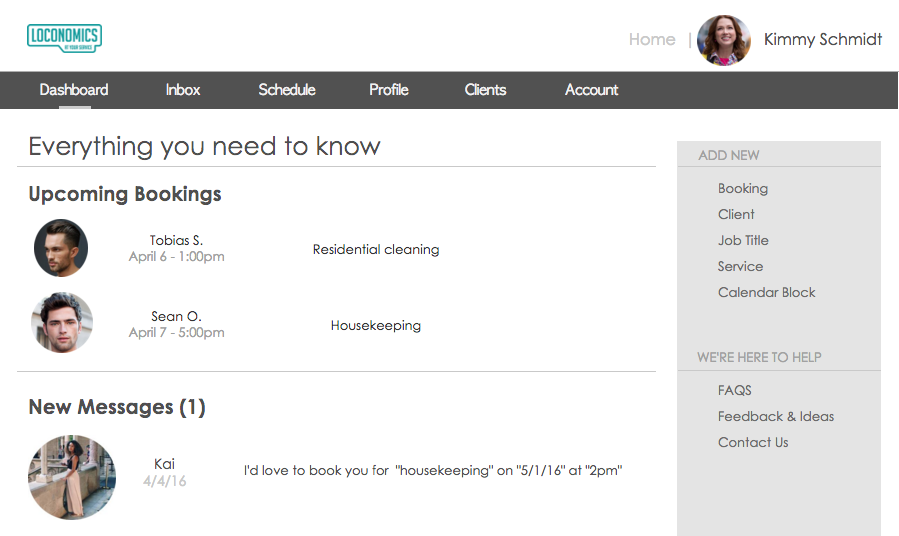 LOCONOMICS
AT YOUR SERVICE
Home | Kimmy Schmidt
Dashboard Inbox Schedule Profile Clients Account
Everything you need to know
Upcoming Bookings
Tobias S.
April 6 - 1:00pm
Residential cleaning
Sean O.
April 7 - 5:00pm
Housekeeping
New Messages (1)
Kai
4/4/16
I'd love to book you for "housekeeping" on "5/1/16" at "2pm"
ADD NEW
Booking
Client
Job Title
Service
Calendar Block
WE'RE HERE TO HELP
FAQS
Feedback & Ideas
Contact Us